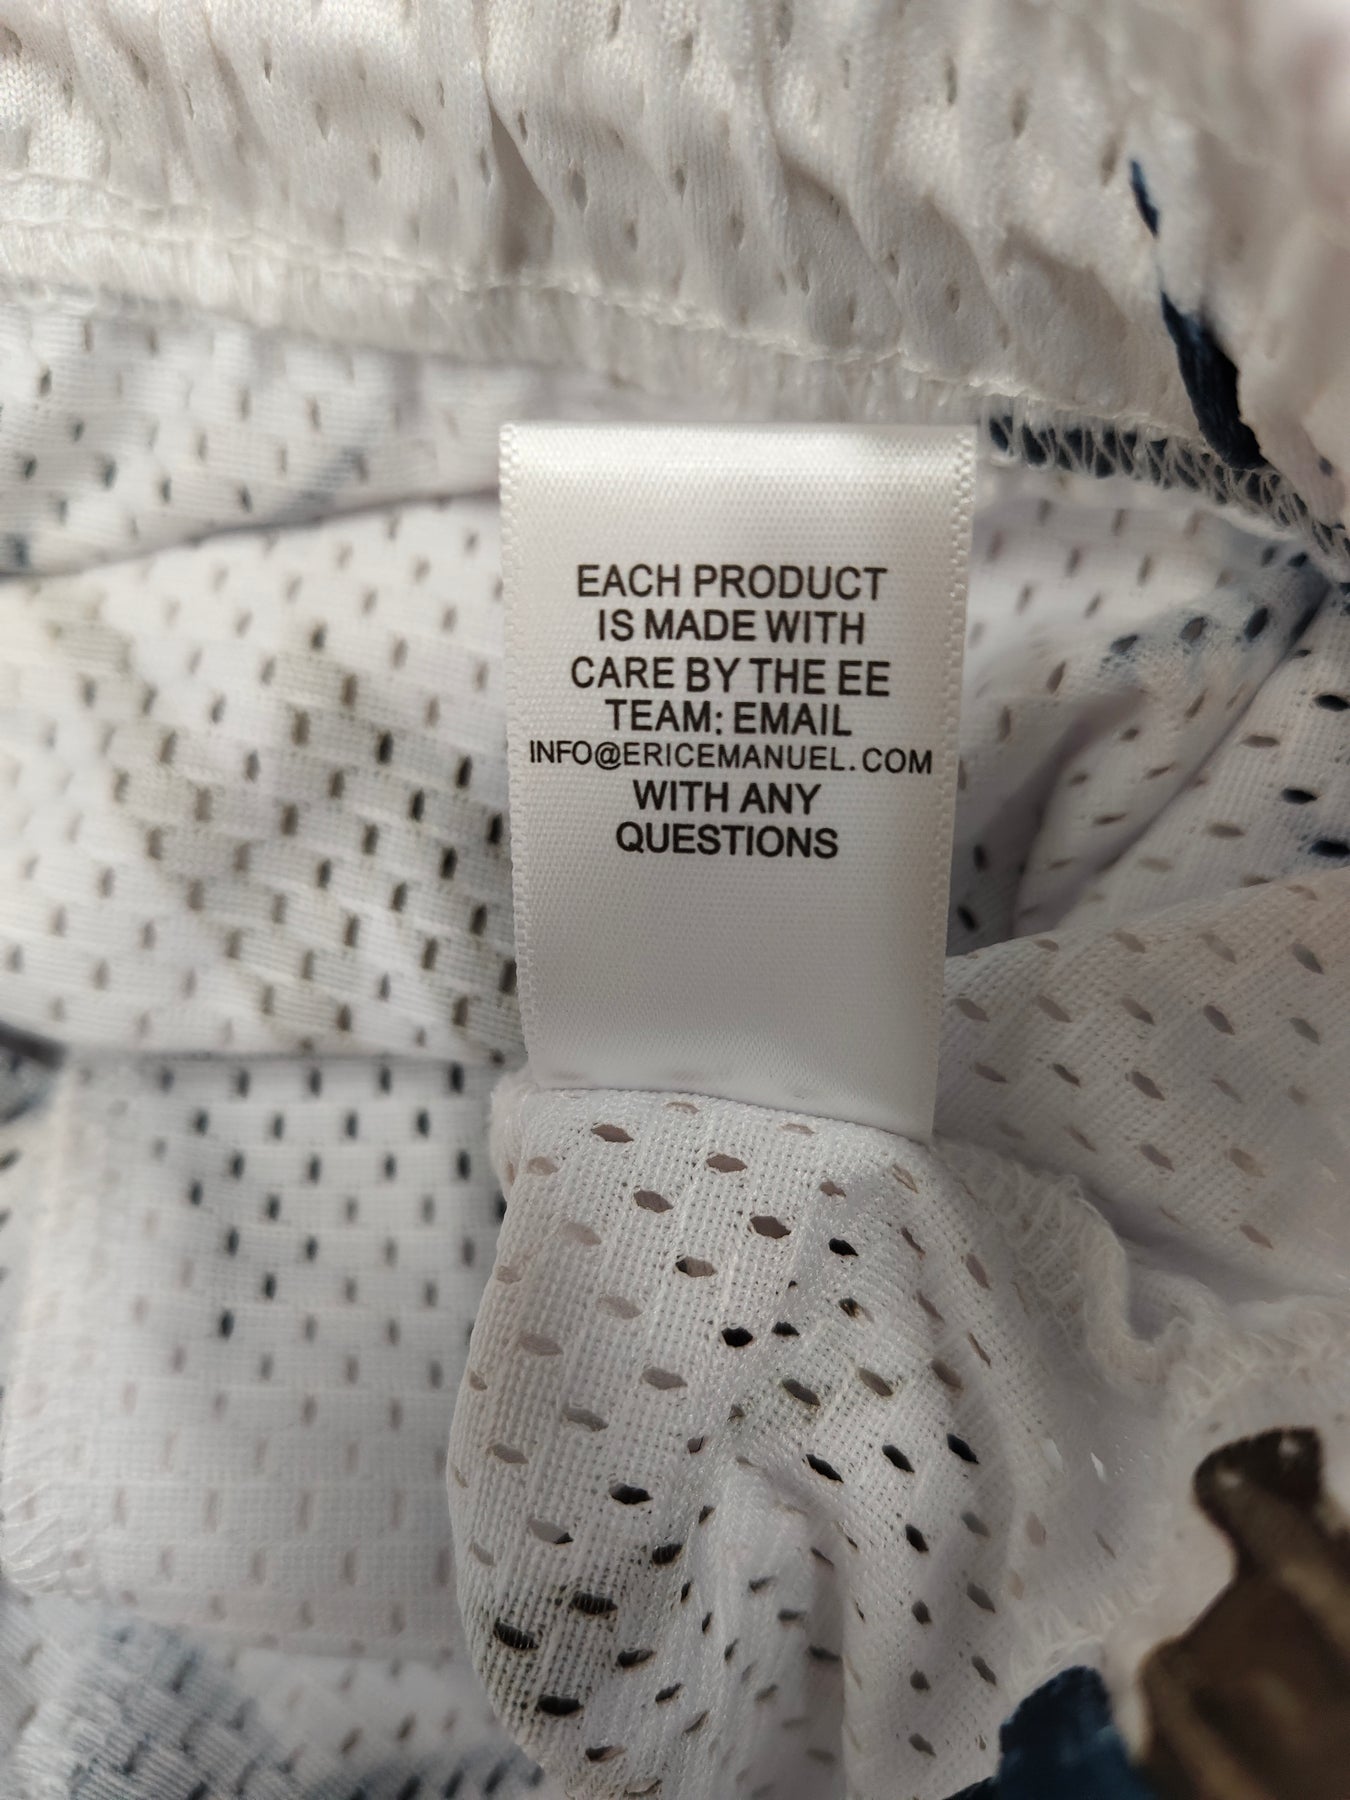 EACH PRODUCT
IS MADE WITH
CARE BY THE EE
TEAM: EMAIL
INFO@ERICEMANUEL.COM
WITH ANY
QUESTIONS